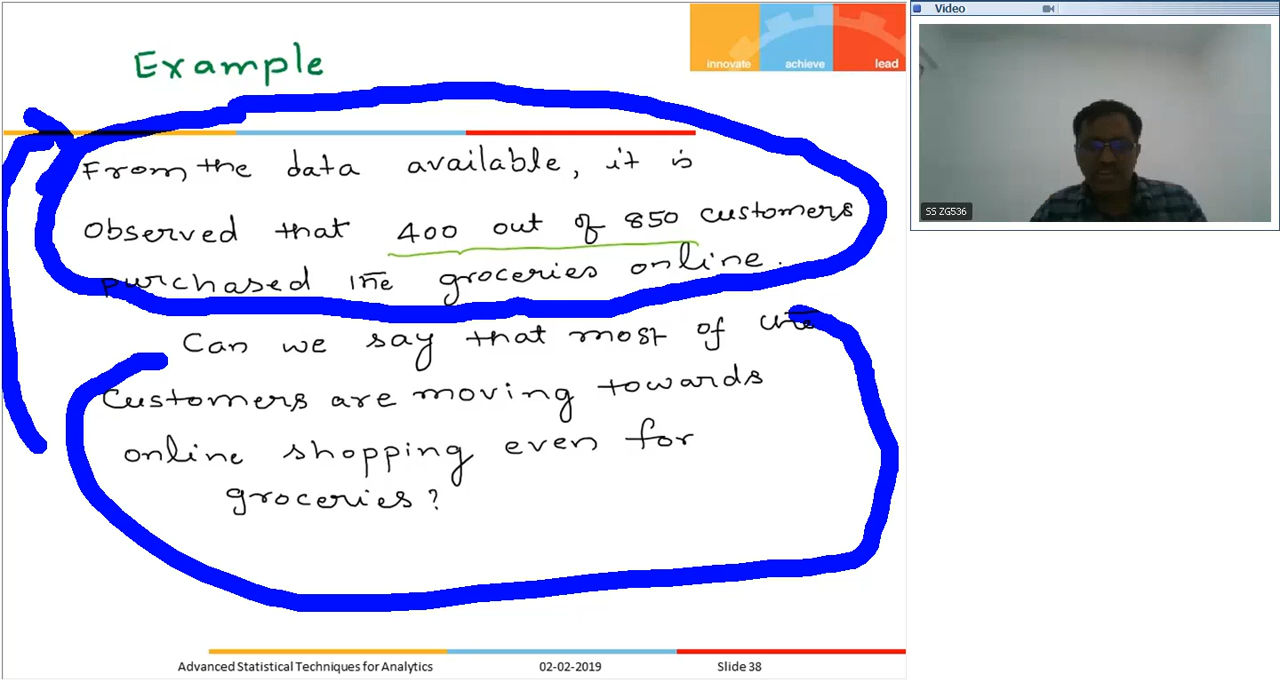 Example
innovate achieve lead
From the data available, it is
observed that 400 out of 850 customers
purchased the groceries online.
Can we say that most of the
customers are moving towards
online shopping even for
groceries?
Advanced Statistical Techniques for Analytics 02-02-2019 Slide 38
Video
SS ZG536